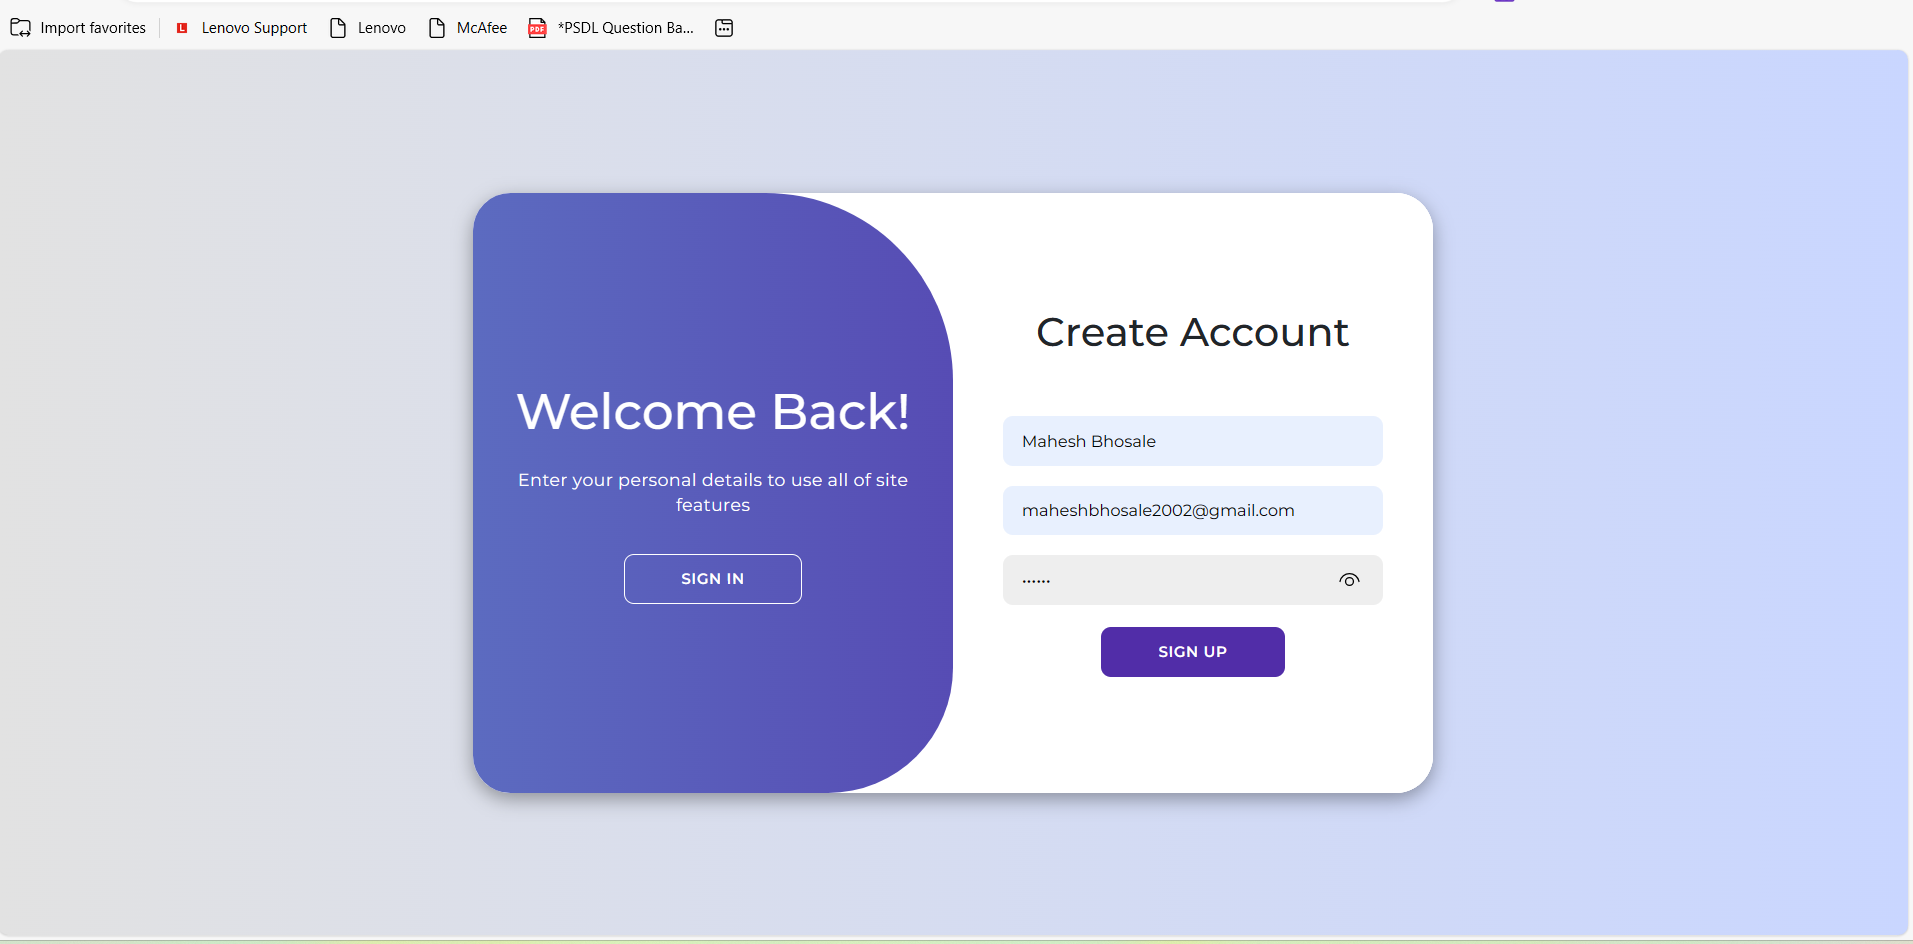 Import favorites
Lenovo Support
Lenovo
McAfee
*PSDL Question Ba...
Welcome Back!
Enter your personal details to use all of site
features
SIGN IN
Create Account
Mahesh Bhosale
maheshbhosale2002@gmail.com
••••••
SIGN UP